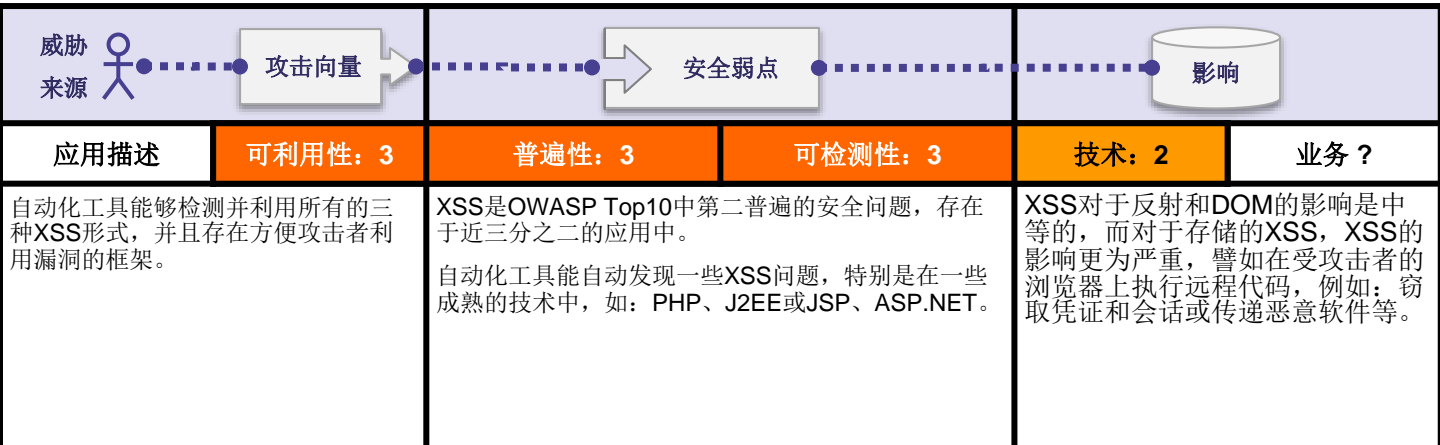 威胁
来源
攻击向量
安全弱点
影响
应用描述
可利用性：3
普遍性：3
可检测性：3
技术：2
业务 ?
自动化工具能够检测并利用所有的三
种XSS形式，并且存在方便攻击者利
用漏洞的框架。
XSS是OWASP Top10中第二普遍的安全问题，存在
于近三分之二的应用中。
自动化工具能自动发现一些XSS问题，特别是在一些
成熟的技术中，如：PHP、J2EE或JSP、ASP.NET。
XSS对于反射和DOM的影响是中
等的，而对于存储的XSS，XSS的
影响更为严重，譬如在受攻击者的
浏览器上执行远程代码，例如：窃
取凭证和会话或传递恶意软件等。